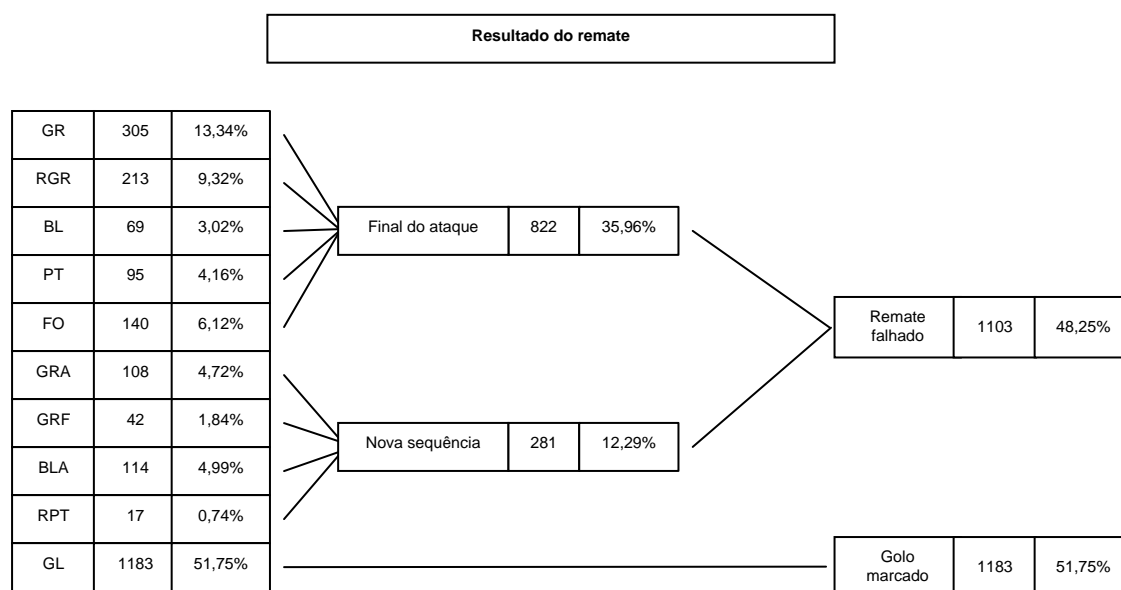 Resultado do remate
GR 305 13,34%
RGR 213 9,32%
BL 69 3,02%
Final do ataque 822 35,96%
PT 95 4,16%
FO 140 6,12%
Remate
falhado 1103 48,25%
GRA 108 4,72%
GRF 42 1,84%
Nova sequência 281 12,29%
BLA 114 4,99%
RPT 17 0,74%
GL 1183 51,75%
Golo
marcado 1183 51,75%